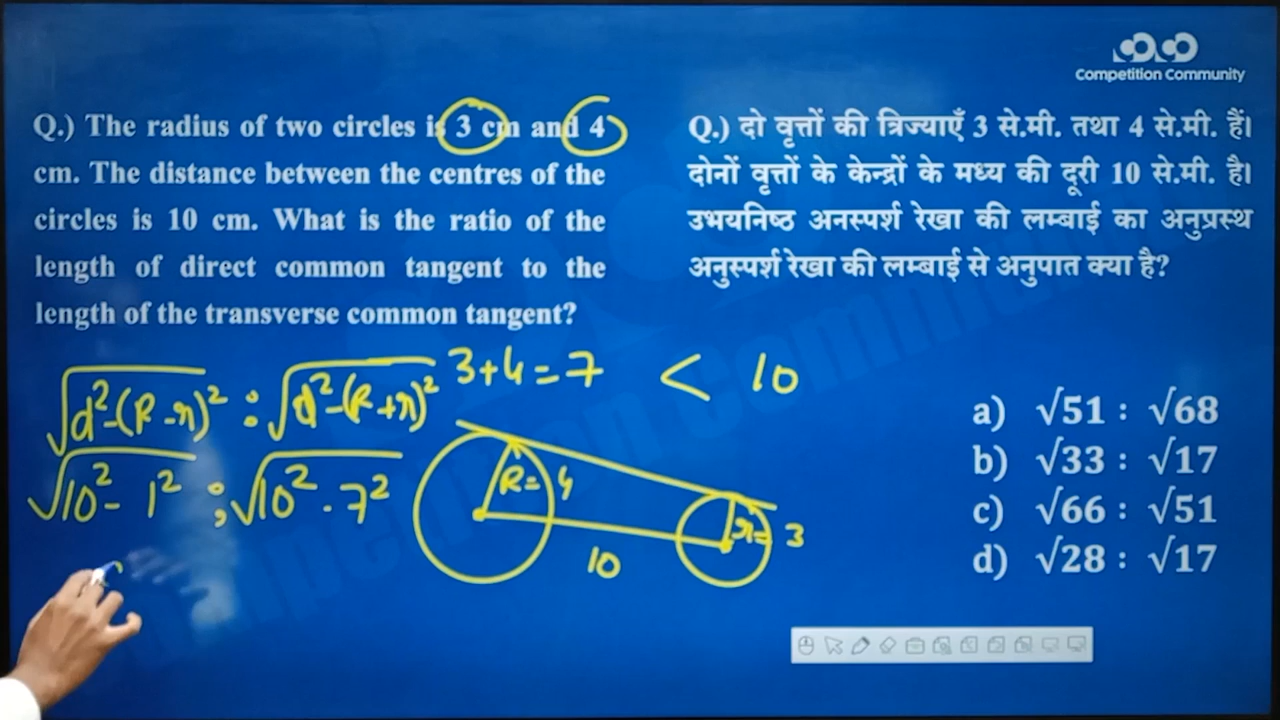 Competition Community
Q.) The radius of two circles is 3 cm and 4
cm. The distance between the centres of the
circles is 10 cm. What is the ratio of the
length of direct common tangent to the
length of the transverse common tangent?
Q.) दो वृत्तों की त्रिज्याएँ 3 से.मी. तथा 4 से.मी. हैं।
दोनों वृत्तों के केन्द्रों के मध्य की दूरी 10 से.मी. है।
उभयनिष्ठ अनस्पर्श रेखा की लम्बाई का अनुप्रस्थ
अनुस्पर्श रेखा की लम्बाई से अनुपात क्या है?
√d²-(R-r)² : √d²-(R+r)²
3+4=7 < 10
√10²-1² : √10²-7²
R=4
r=3
10
a) √51 : √68
b) √33 : √17
c) √66 : √51
d) √28 : √17